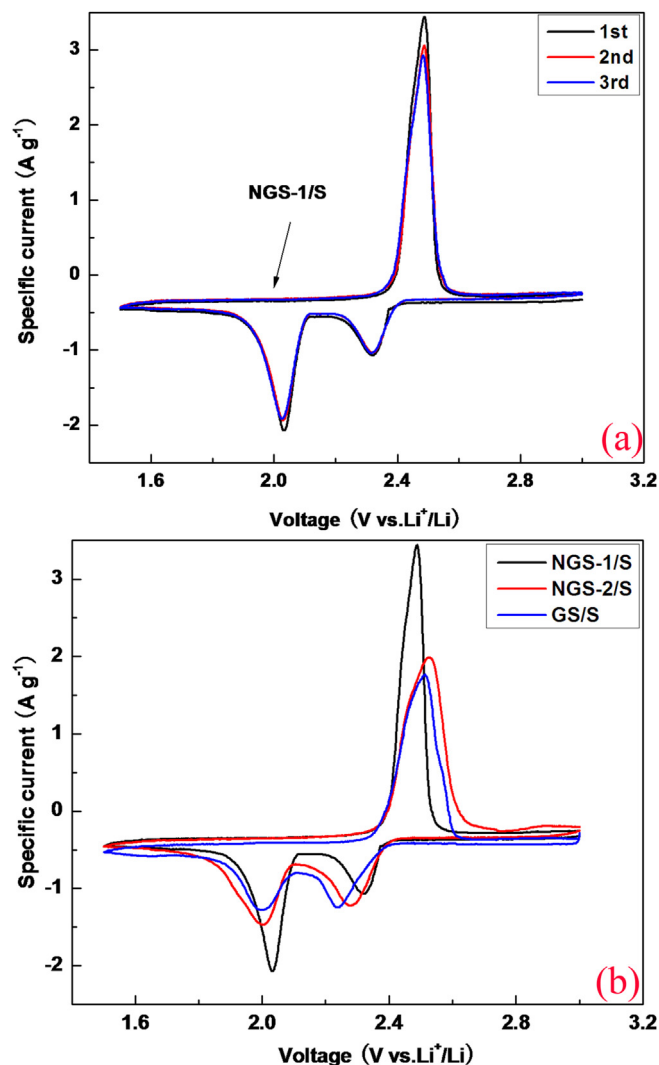 1st
2nd
3rd
3
2
1
0
-1
-2
Specific current (A g⁻¹)
NGS-1/S
(a)
1.6 2.0 2.4 2.8 3.2
Voltage (V vs.Li⁺/Li)
NGS-1/S
NGS-2/S
GS/S
3
2
1
0
-1
-2
Specific current (A g⁻¹)
(b)
1.6 2.0 2.4 2.8 3.2
Voltage (V vs.Li⁺/Li)